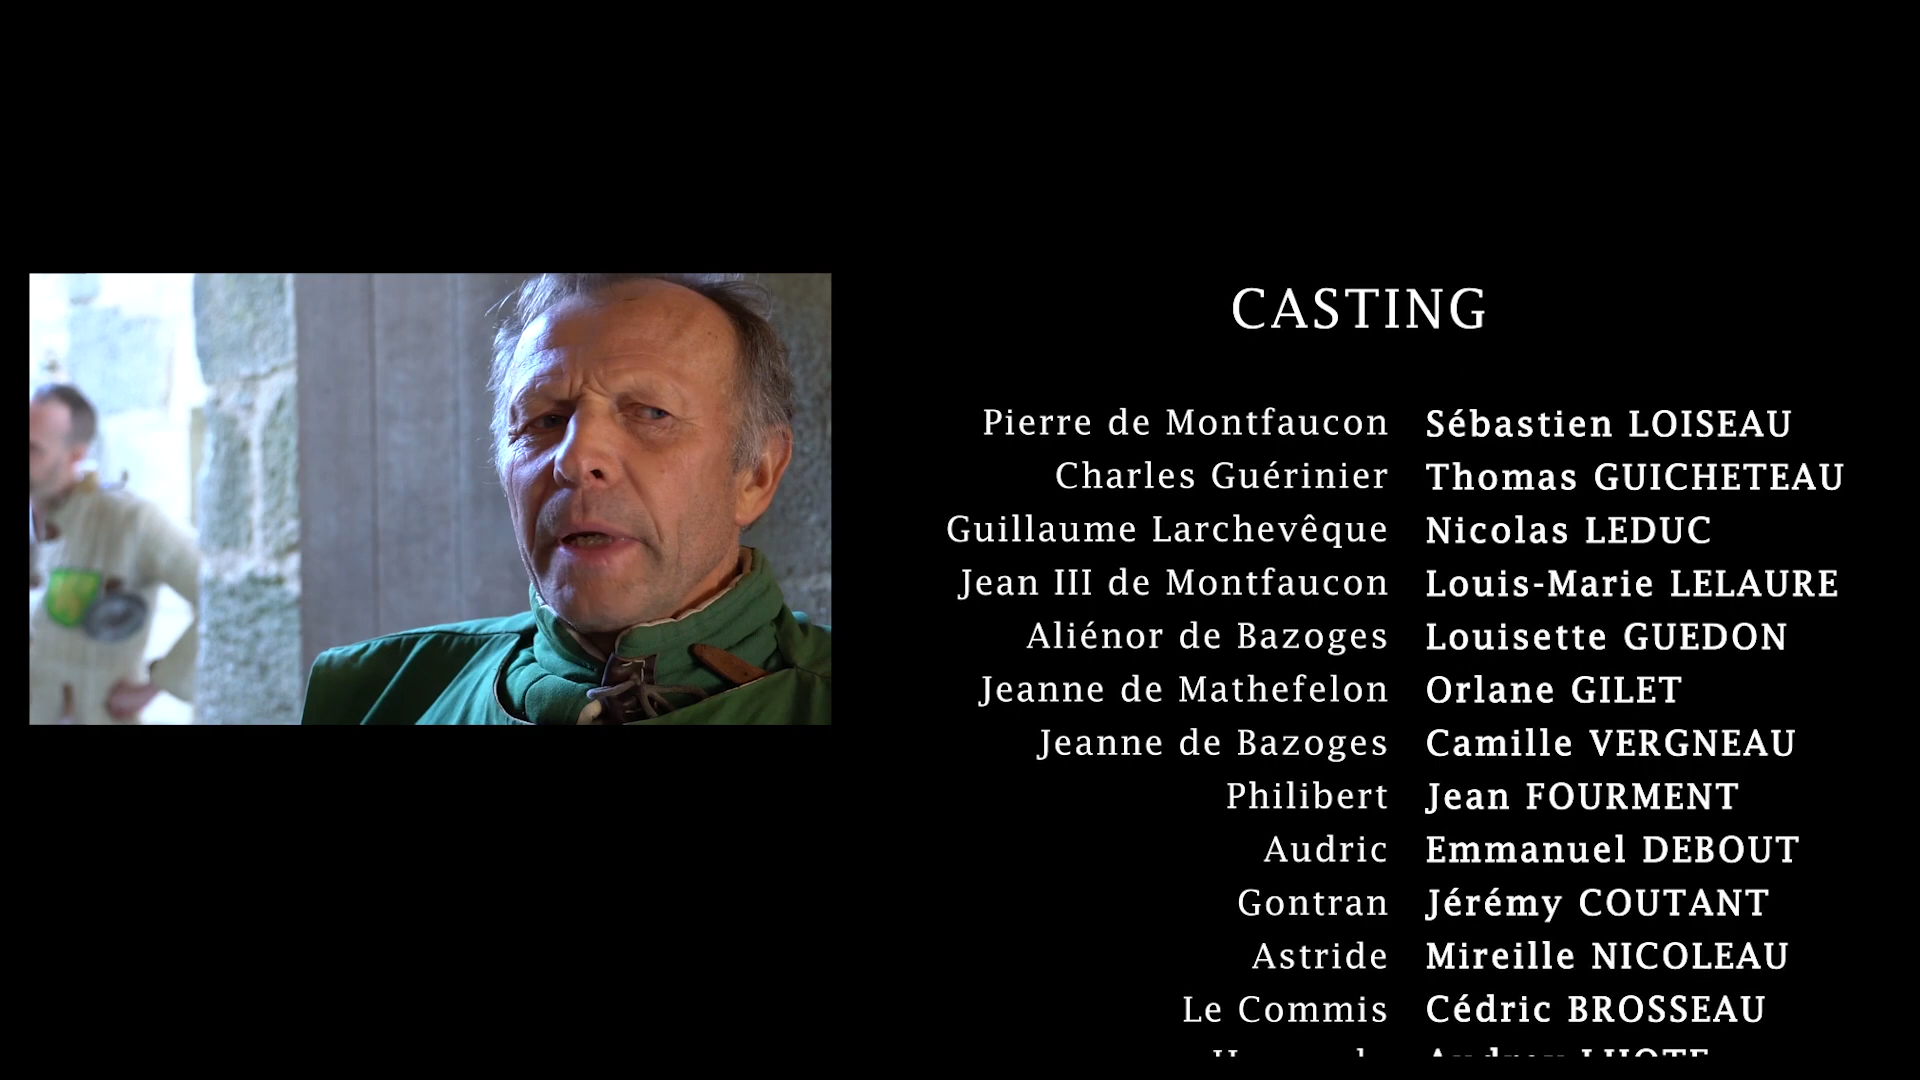 CASTING
Pierre de Montfaucon Sébastien LOISEAU
Charles Guérinier Thomas GUICHETEAU
Guillaume Larchevêque Nicolas LEDUC
Jean III de Montfaucon Louis-Marie LELAURE
Aliénor de Bazoges Louisette GUEDON
Jeanne de Mathefelon Orlane GILET
Jeanne de Bazoges Camille VERGNEAU
Philibert Jean FOURMENT
Audric Emmanuel DEBOUT
Gontran Jérémy COUTANT
Astride Mireille NICOLEAU
Le Commis Cédric BROSSEAU